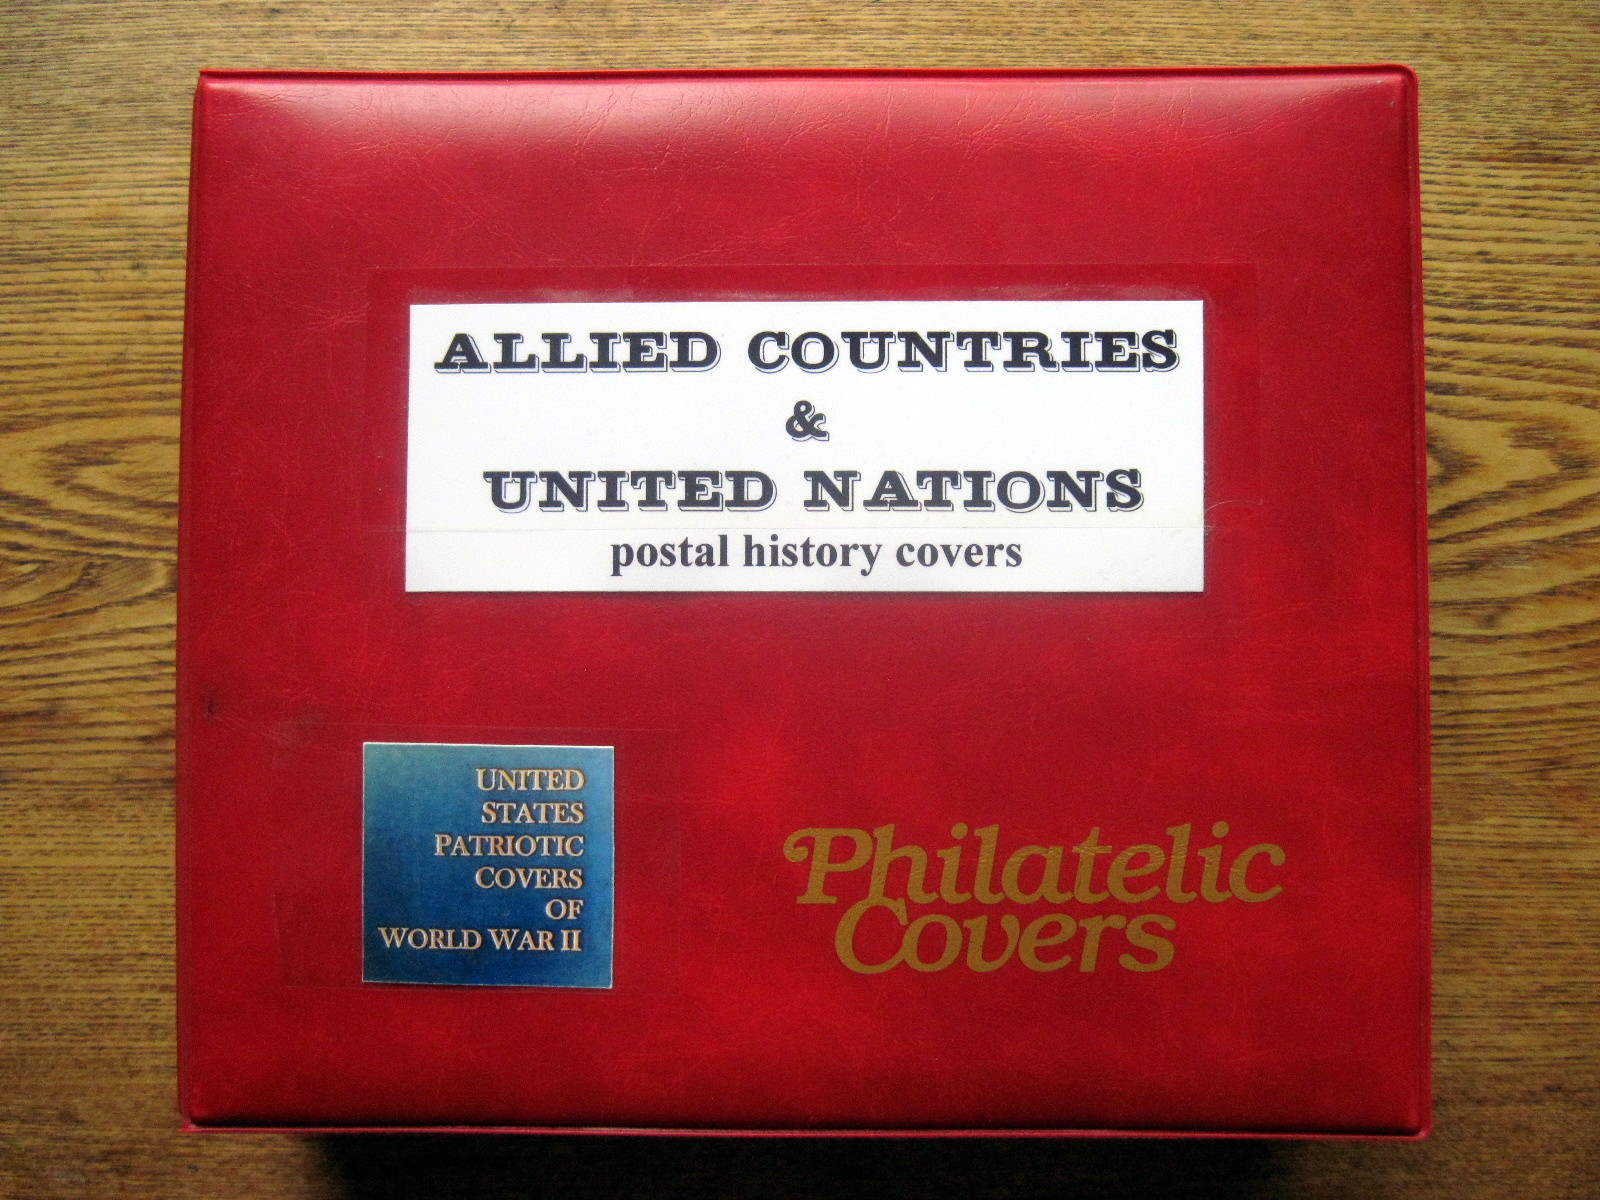 ALLIED COUNTRIES
&
UNITED NATIONS
postal history covers
UNITED
STATES
PATRIOTIC
COVERS
OF
WORLD WAR II
Philatelic
Covers